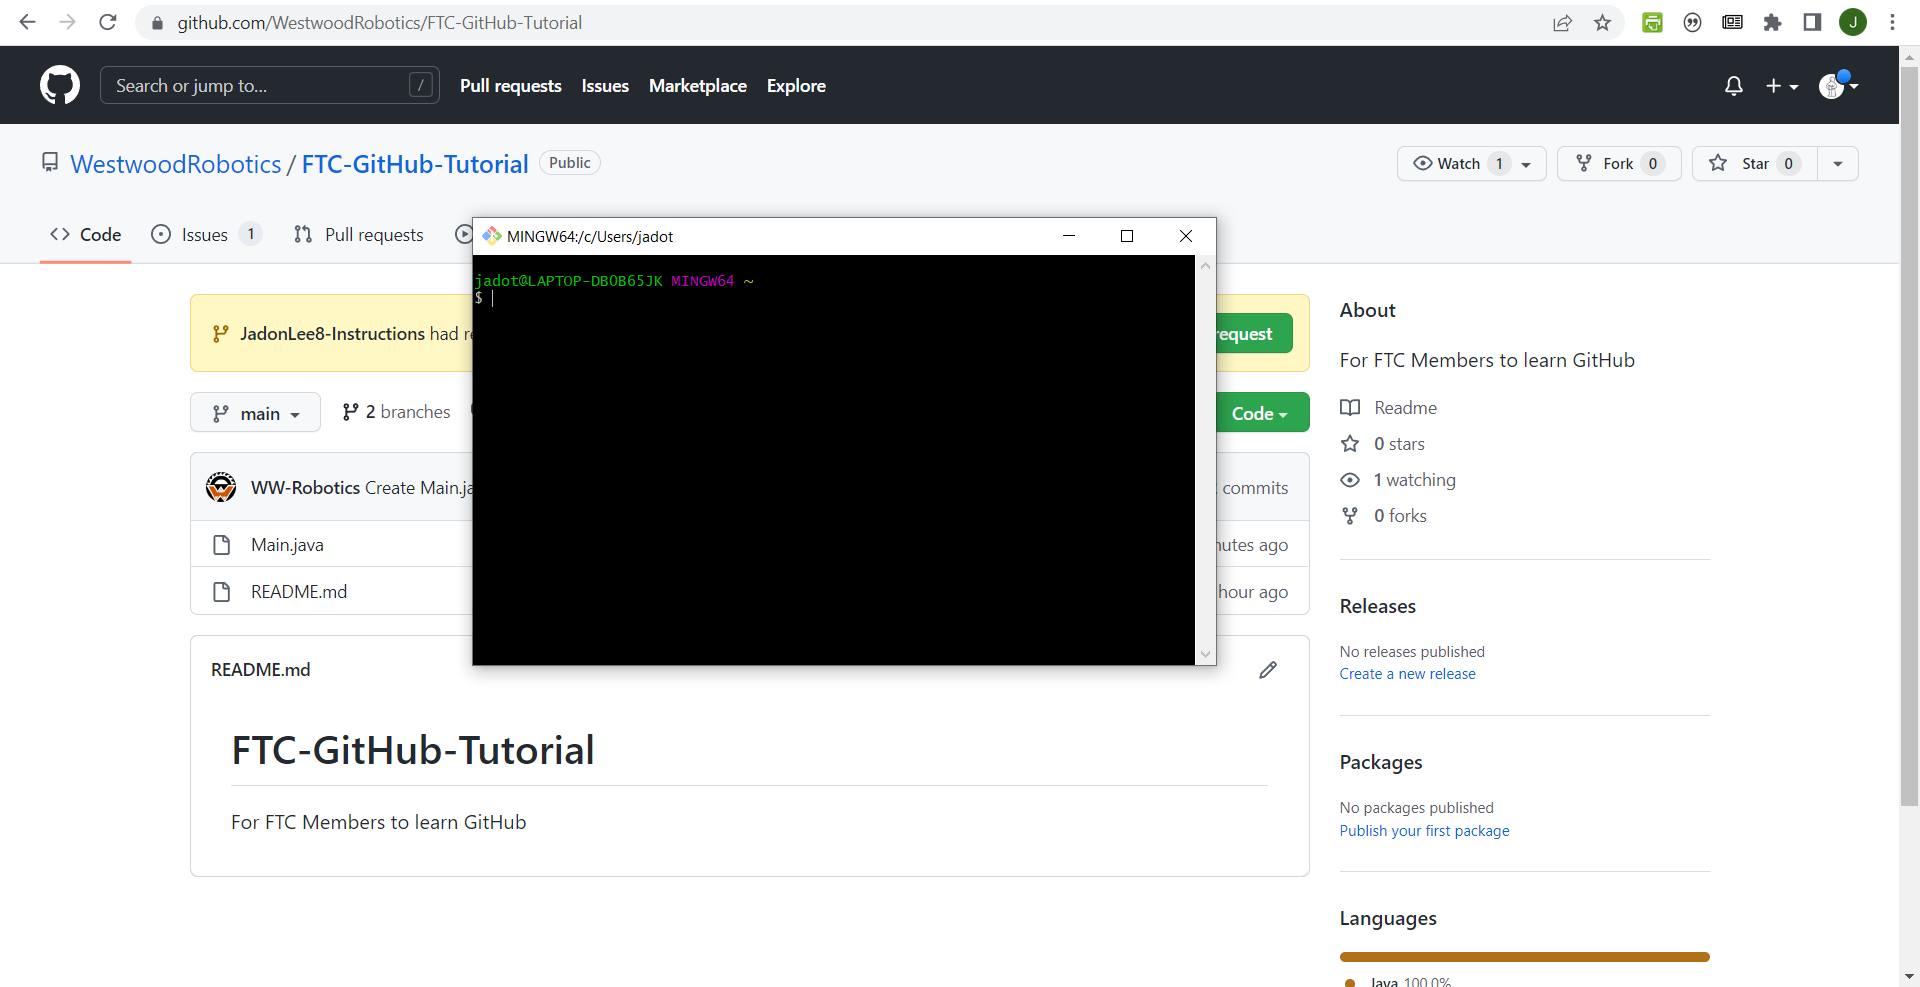 github.com/WestwoodRobotics/FTC-GitHub-Tutorial
J
Search or jump to...
/
Pull requests
Issues
Marketplace
Explore
WestwoodRobotics / FTC-GitHub-Tutorial
Public
Watch 1
Fork 0
Star 0
Code
Issues 1
Pull requests
MINGW64:/c/Users/jadot
jadot@LAPTOP-DBOB65JK MINGW64 ~
$
JadonLee8-Instructions had
request
main
2 branches
Code
WW-Robotics Create Main.ja
commits
Main.java
nutes ago
README.md
hour ago
README.md
FTC-GitHub-Tutorial
For FTC Members to learn GitHub
About
For FTC Members to learn GitHub
Readme
0 stars
1 watching
0 forks
Releases
No releases published
Create a new release
Packages
No packages published
Publish your first package
Languages
Java 100.0%